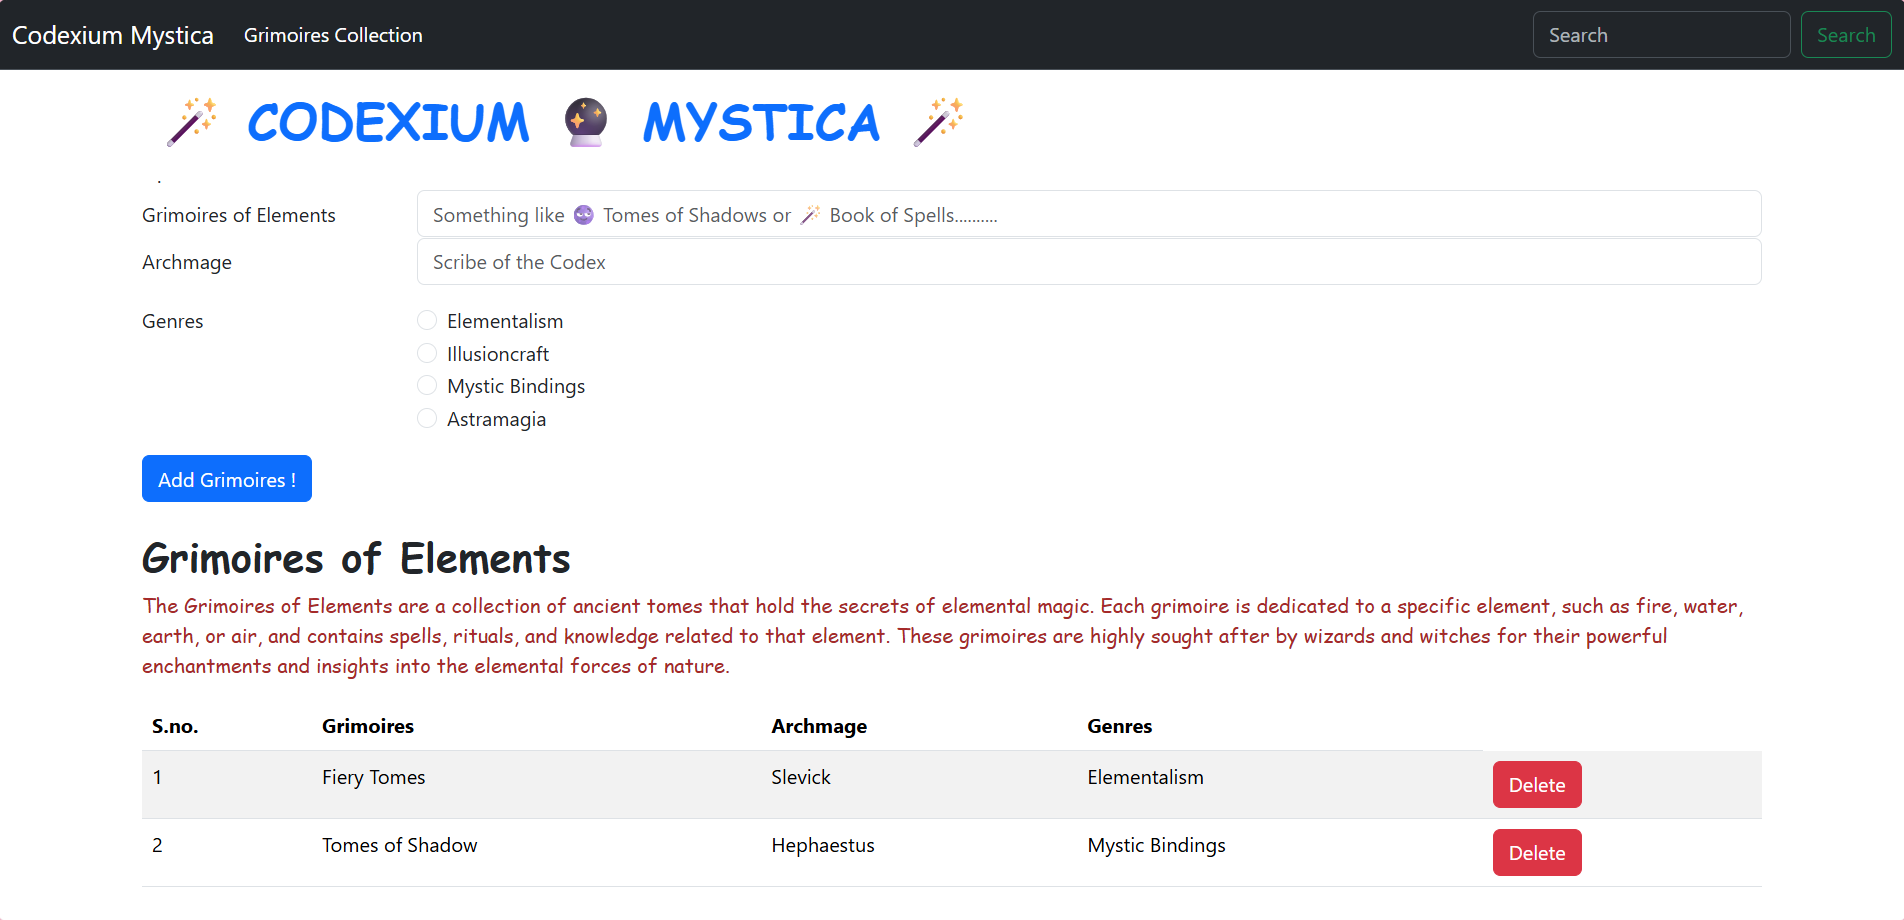 Codexium Mystica Grimoires Collection Search Search
🪄 CODEXIUM 🔮 MYSTICA 🪄
.
Grimoires of Elements Something like 🌚 Tomes of Shadows or 🪄 Book of Spells..........
Archmage Scribe of the Codex
Genres Elementalism
Illusioncraft
Mystic Bindings
Astramagia
Add Grimoires !
Grimoires of Elements
The Grimoires of Elements are a collection of ancient tomes that hold the secrets of elemental magic. Each grimoire is dedicated to a specific element, such as fire, water,
earth, or air, and contains spells, rituals, and knowledge related to that element. These grimoires are highly sought after by wizards and witches for their powerful
enchantments and insights into the elemental forces of nature.
S.no. Grimoires Archmage Genres
1 Fiery Tomes Slevick Elementalism Delete
2 Tomes of Shadow Hephaestus Mystic Bindings Delete